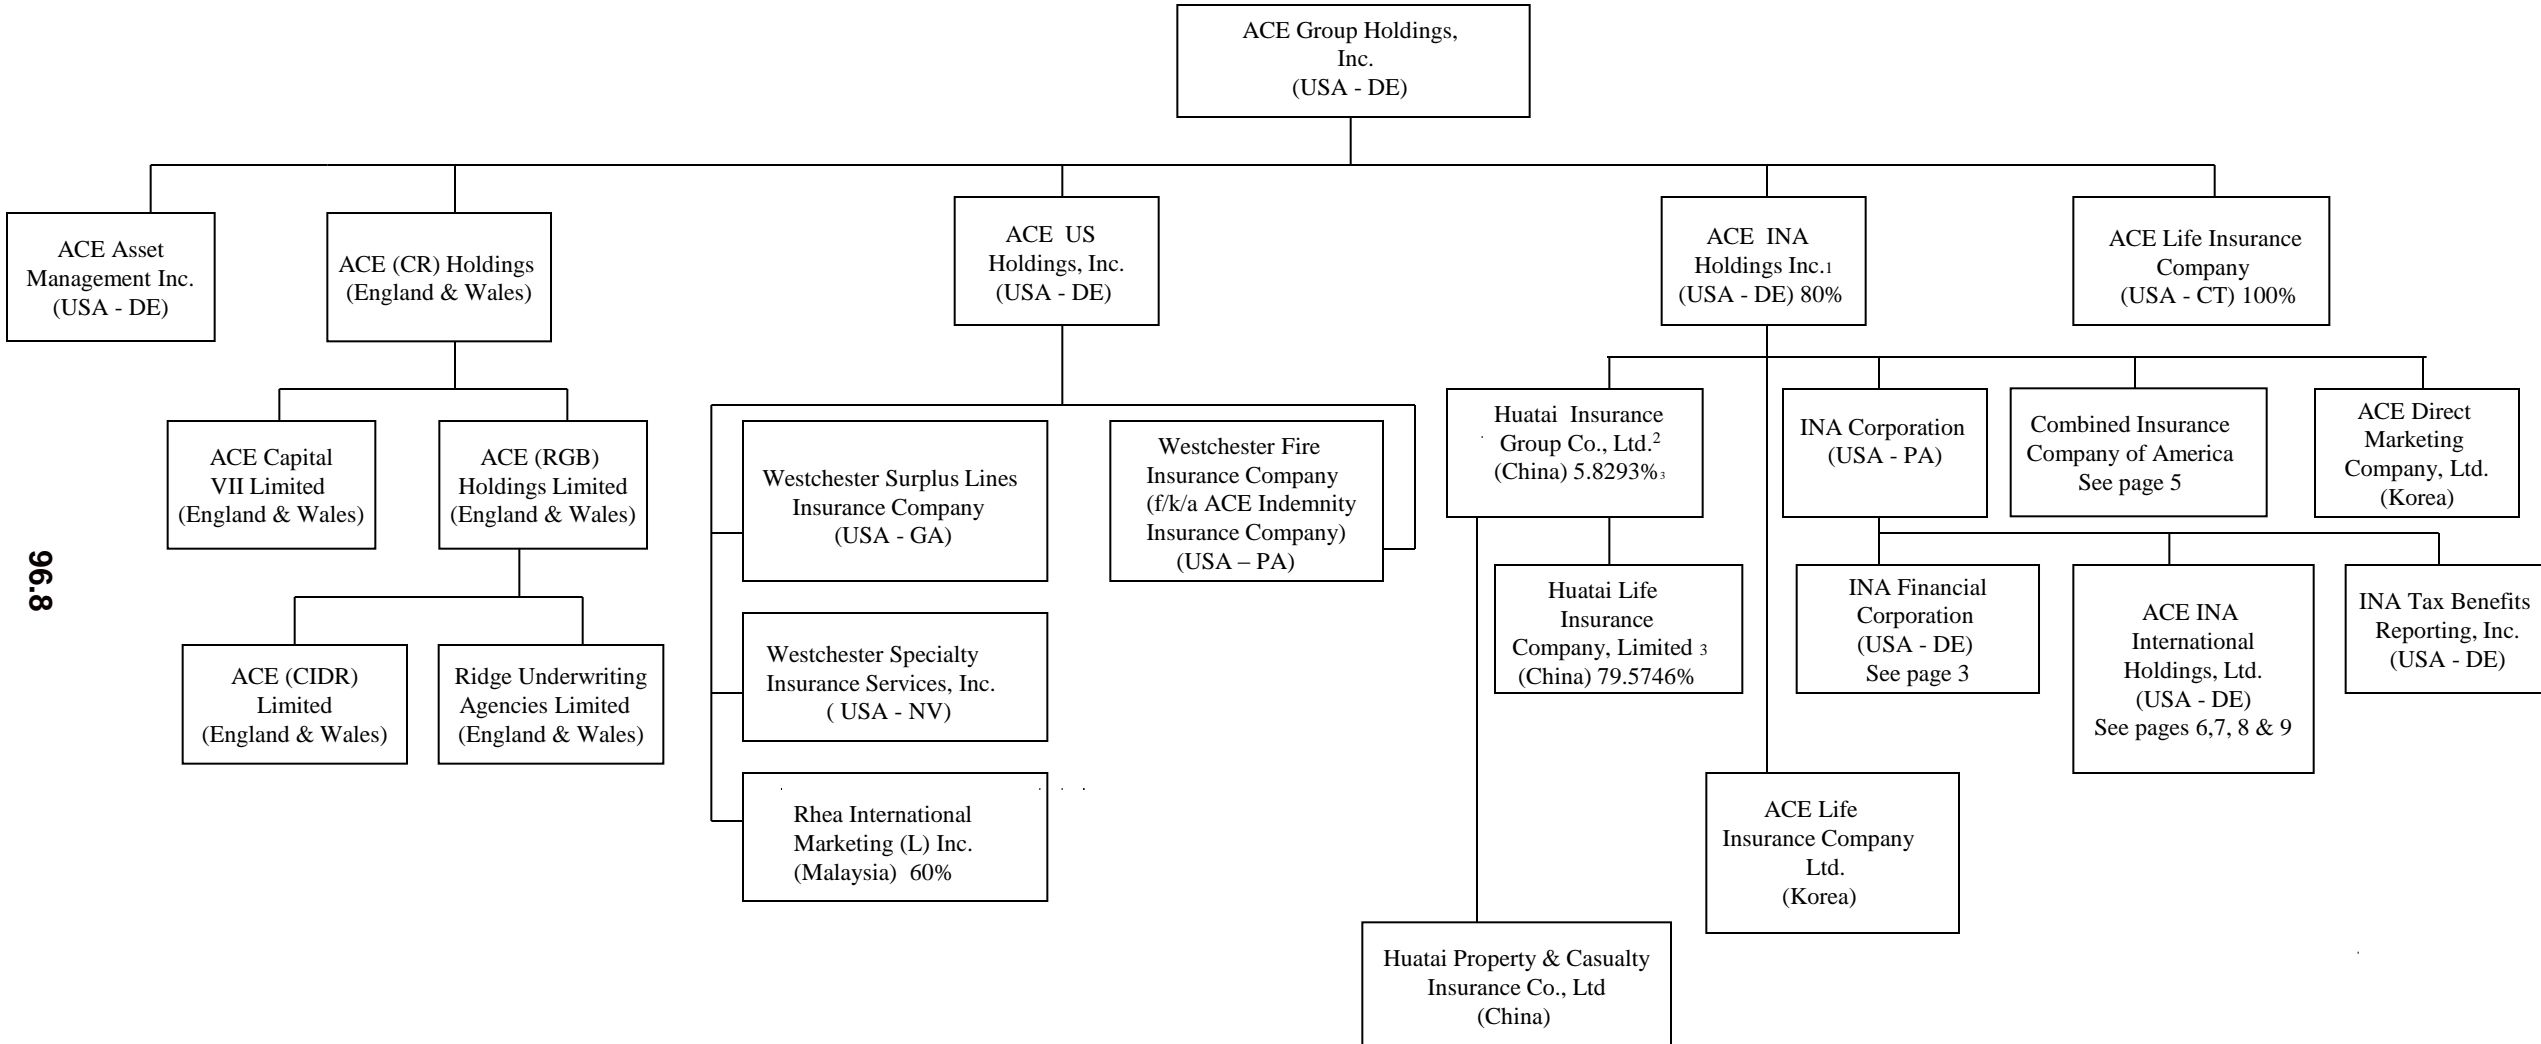 ACE Group Holdings,
Inc.
(USA - DE)
ACE Asset
Management Inc.
(USA - DE)
ACE (CR) Holdings
(England & Wales)
ACE  US
Holdings, Inc.
(USA - DE)
ACE  INA
Holdings Inc.1
(USA - DE) 80%
ACE Life Insurance
Company
(USA - CT) 100%
ACE Capital
VII Limited
(England & Wales)
ACE (RGB)
Holdings Limited
(England & Wales)
ACE (CIDR)
Limited
(England & Wales)
Ridge Underwriting
Agencies Limited
(England & Wales)
Westchester Surplus Lines
Insurance Company
(USA - GA)
Westchester Fire
Insurance Company
(f/k/a ACE Indemnity
Insurance Company)
(USA – PA)
Westchester Specialty
Insurance Services, Inc.
( USA - NV)
Rhea International
Marketing (L) Inc.
(Malaysia)  60%
Huatai  Insurance
Group Co., Ltd.2
(China) 5.8293%3
INA Corporation
(USA - PA)
Combined Insurance
Company of America
See page 5
ACE Direct
Marketing
Company, Ltd.
(Korea)
Huatai Life
Insurance
Company, Limited 3
(China) 79.5746%
INA Financial
Corporation
(USA - DE)
See page 3
ACE INA
International
Holdings, Ltd.
(USA - DE)
See pages 6,7, 8 & 9
INA Tax Benefits
Reporting, Inc.
(USA - DE)
ACE Life
Insurance Company
Ltd.
(Korea)
Huatai Property & Casualty
Insurance Co., Ltd
(China)
96.8